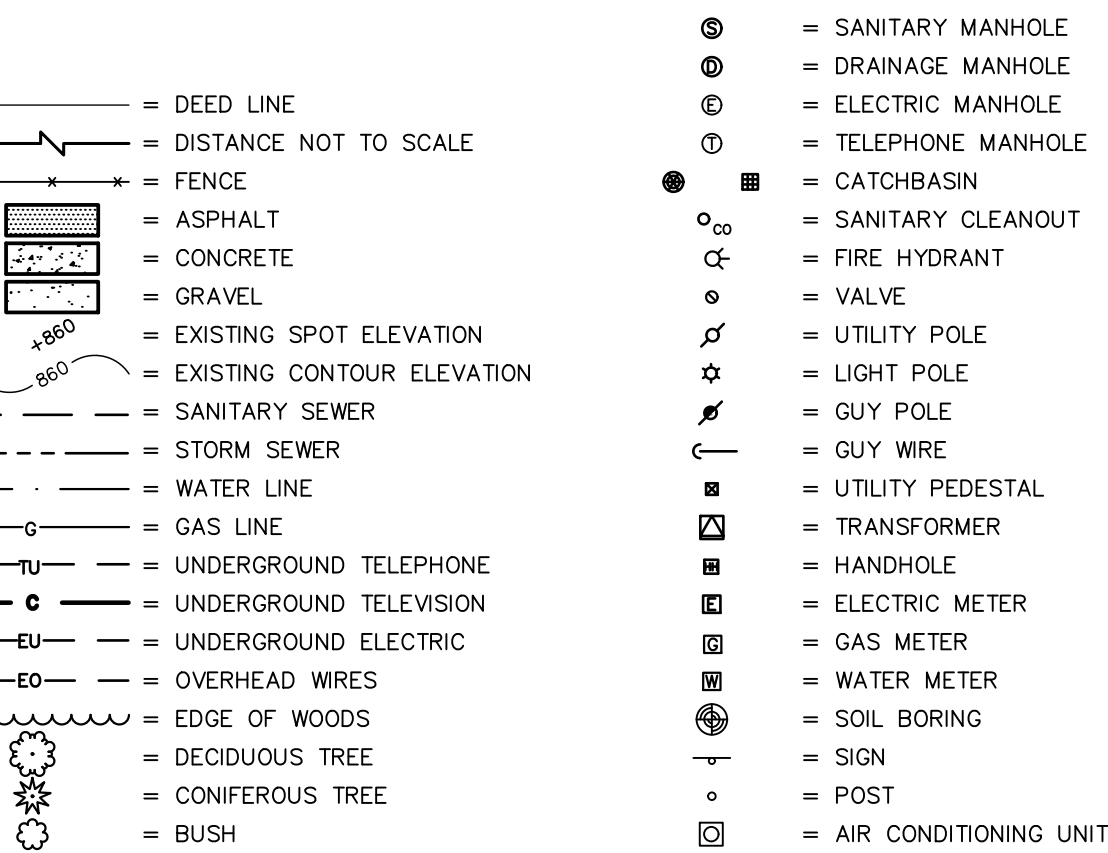 = DEED LINE
= DISTANCE NOT TO SCALE
x x = FENCE
= ASPHALT
= CONCRETE
= GRAVEL
+860 = EXISTING SPOT ELEVATION
860 = EXISTING CONTOUR ELEVATION
= SANITARY SEWER
= STORM SEWER
= WATER LINE
G = GAS LINE
TU = UNDERGROUND TELEPHONE
C = UNDERGROUND TELEVISION
EU = UNDERGROUND ELECTRIC
EO = OVERHEAD WIRES
= EDGE OF WOODS
= DECIDUOUS TREE
= CONIFEROUS TREE
= BUSH
S = SANITARY MANHOLE
D = DRAINAGE MANHOLE
E = ELECTRIC MANHOLE
T = TELEPHONE MANHOLE
= CATCHBASIN
CO = SANITARY CLEANOUT
= FIRE HYDRANT
= VALVE
= UTILITY POLE
= LIGHT POLE
= GUY POLE
= GUY WIRE
= UTILITY PEDESTAL
= TRANSFORMER
HH = HANDHOLE
E = ELECTRIC METER
G = GAS METER
W = WATER METER
= SOIL BORING
= SIGN
= POST
= AIR CONDITIONING UNIT